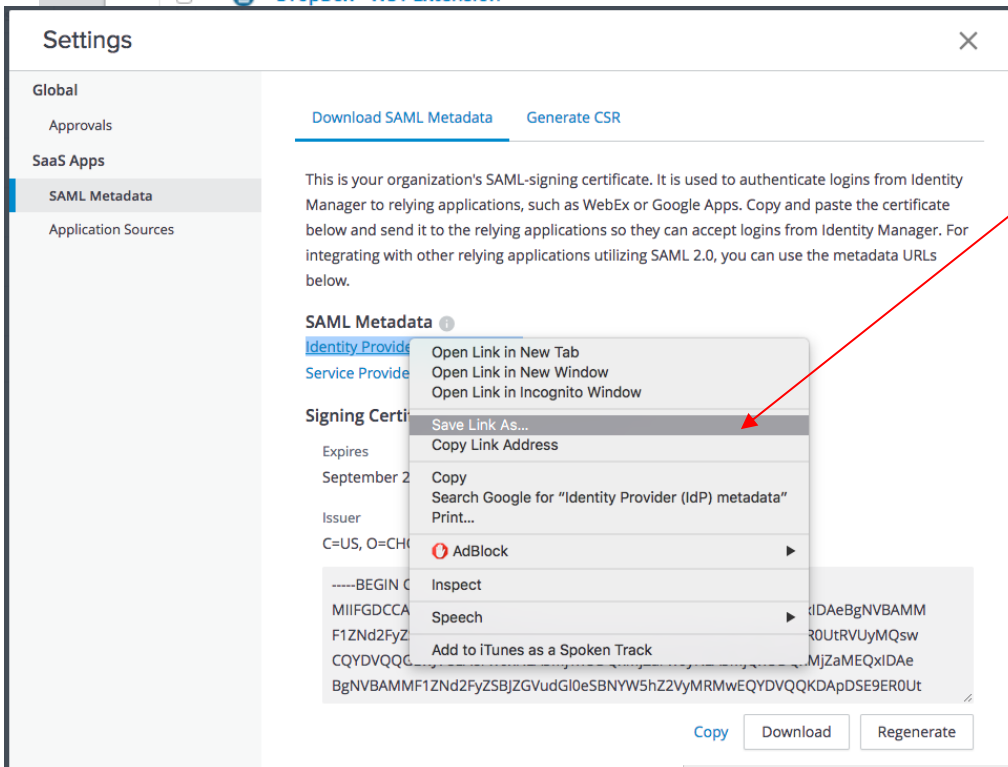 Extension
Settings
Global
Approvals
SaaS Apps
SAML Metadata
Application Sources
Download SAML Metadata Generate CSR
This is your organization's SAML-signing certificate. It is used to authenticate logins from Identity
Manager to relying applications, such as WebEx or Google Apps. Copy and paste the certificate
below and send it to the relying applications so they can accept logins from Identity Manager. For
integrating with other relying applications utilizing SAML 2.0, you can use the metadata URLs
below.
SAML Metadata
Identity Provide
Service Provide
Open Link in New Tab
Open Link in New Window
Open Link in Incognito Window
Save Link As...
Copy Link Address
Copy
Search Google for “Identity Provider (IdP) metadata”
Print...
AdBlock
Inspect
Speech
Add to iTunes as a Spoken Track
Signing Certi
Expires
September 2
Issuer
C=US, O=CHO
-----BEGIN C
MIIFGDCCA IDAeBgNVBAMM
F1ZNd2FyZ R0UtRVUyMQsw
CQYDVQQG MjZaMEQxIDAe
BgNVBAMMF1ZNd2FyZSBJZGVudGl0eSBNYW5hZ2VyMRMwEQYDVQQKDApDSE9ER0Ut
Copy Download Regenerate